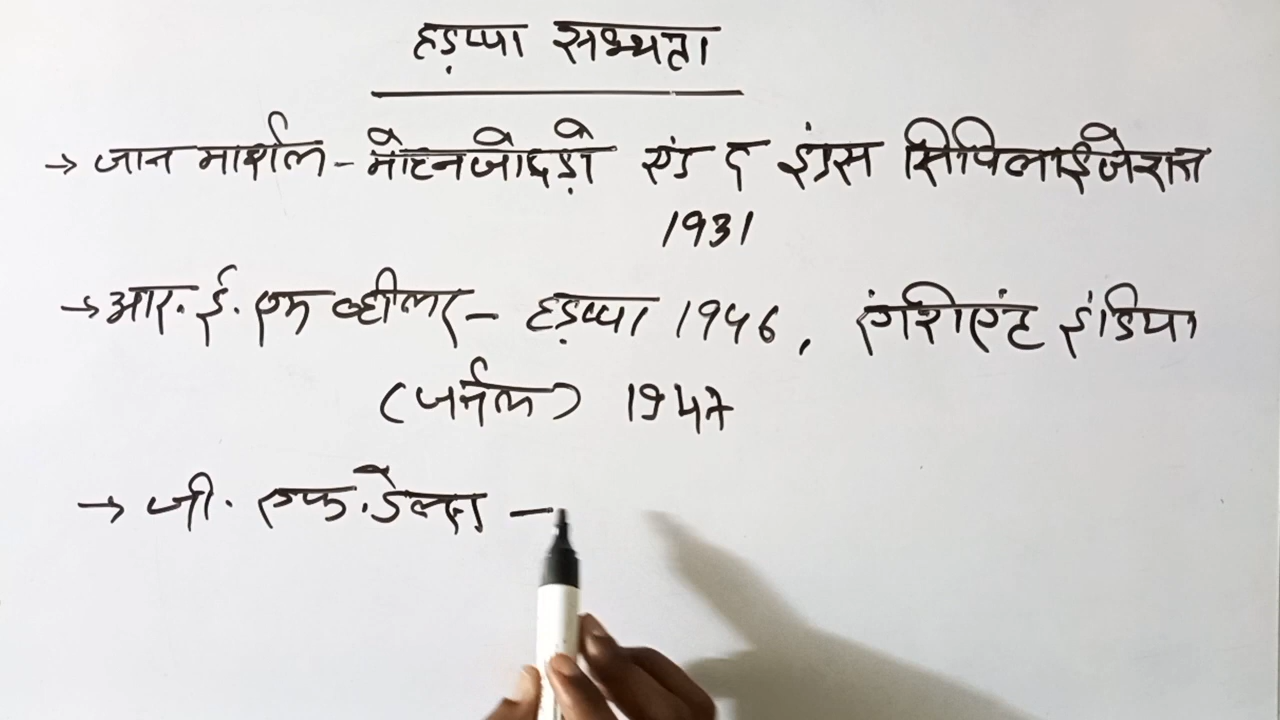 हड़प्पा सभ्यता
→ जान मार्शल - मोहनजोदड़ो एंड द इंडस सिविलाईजेशन
1931
→ आर. ई. एम व्हीलर - हड़प्पा 1946, एंशिएंट इंडिया
(जर्नल) 1947
→ जी. एफ. डेल्स -